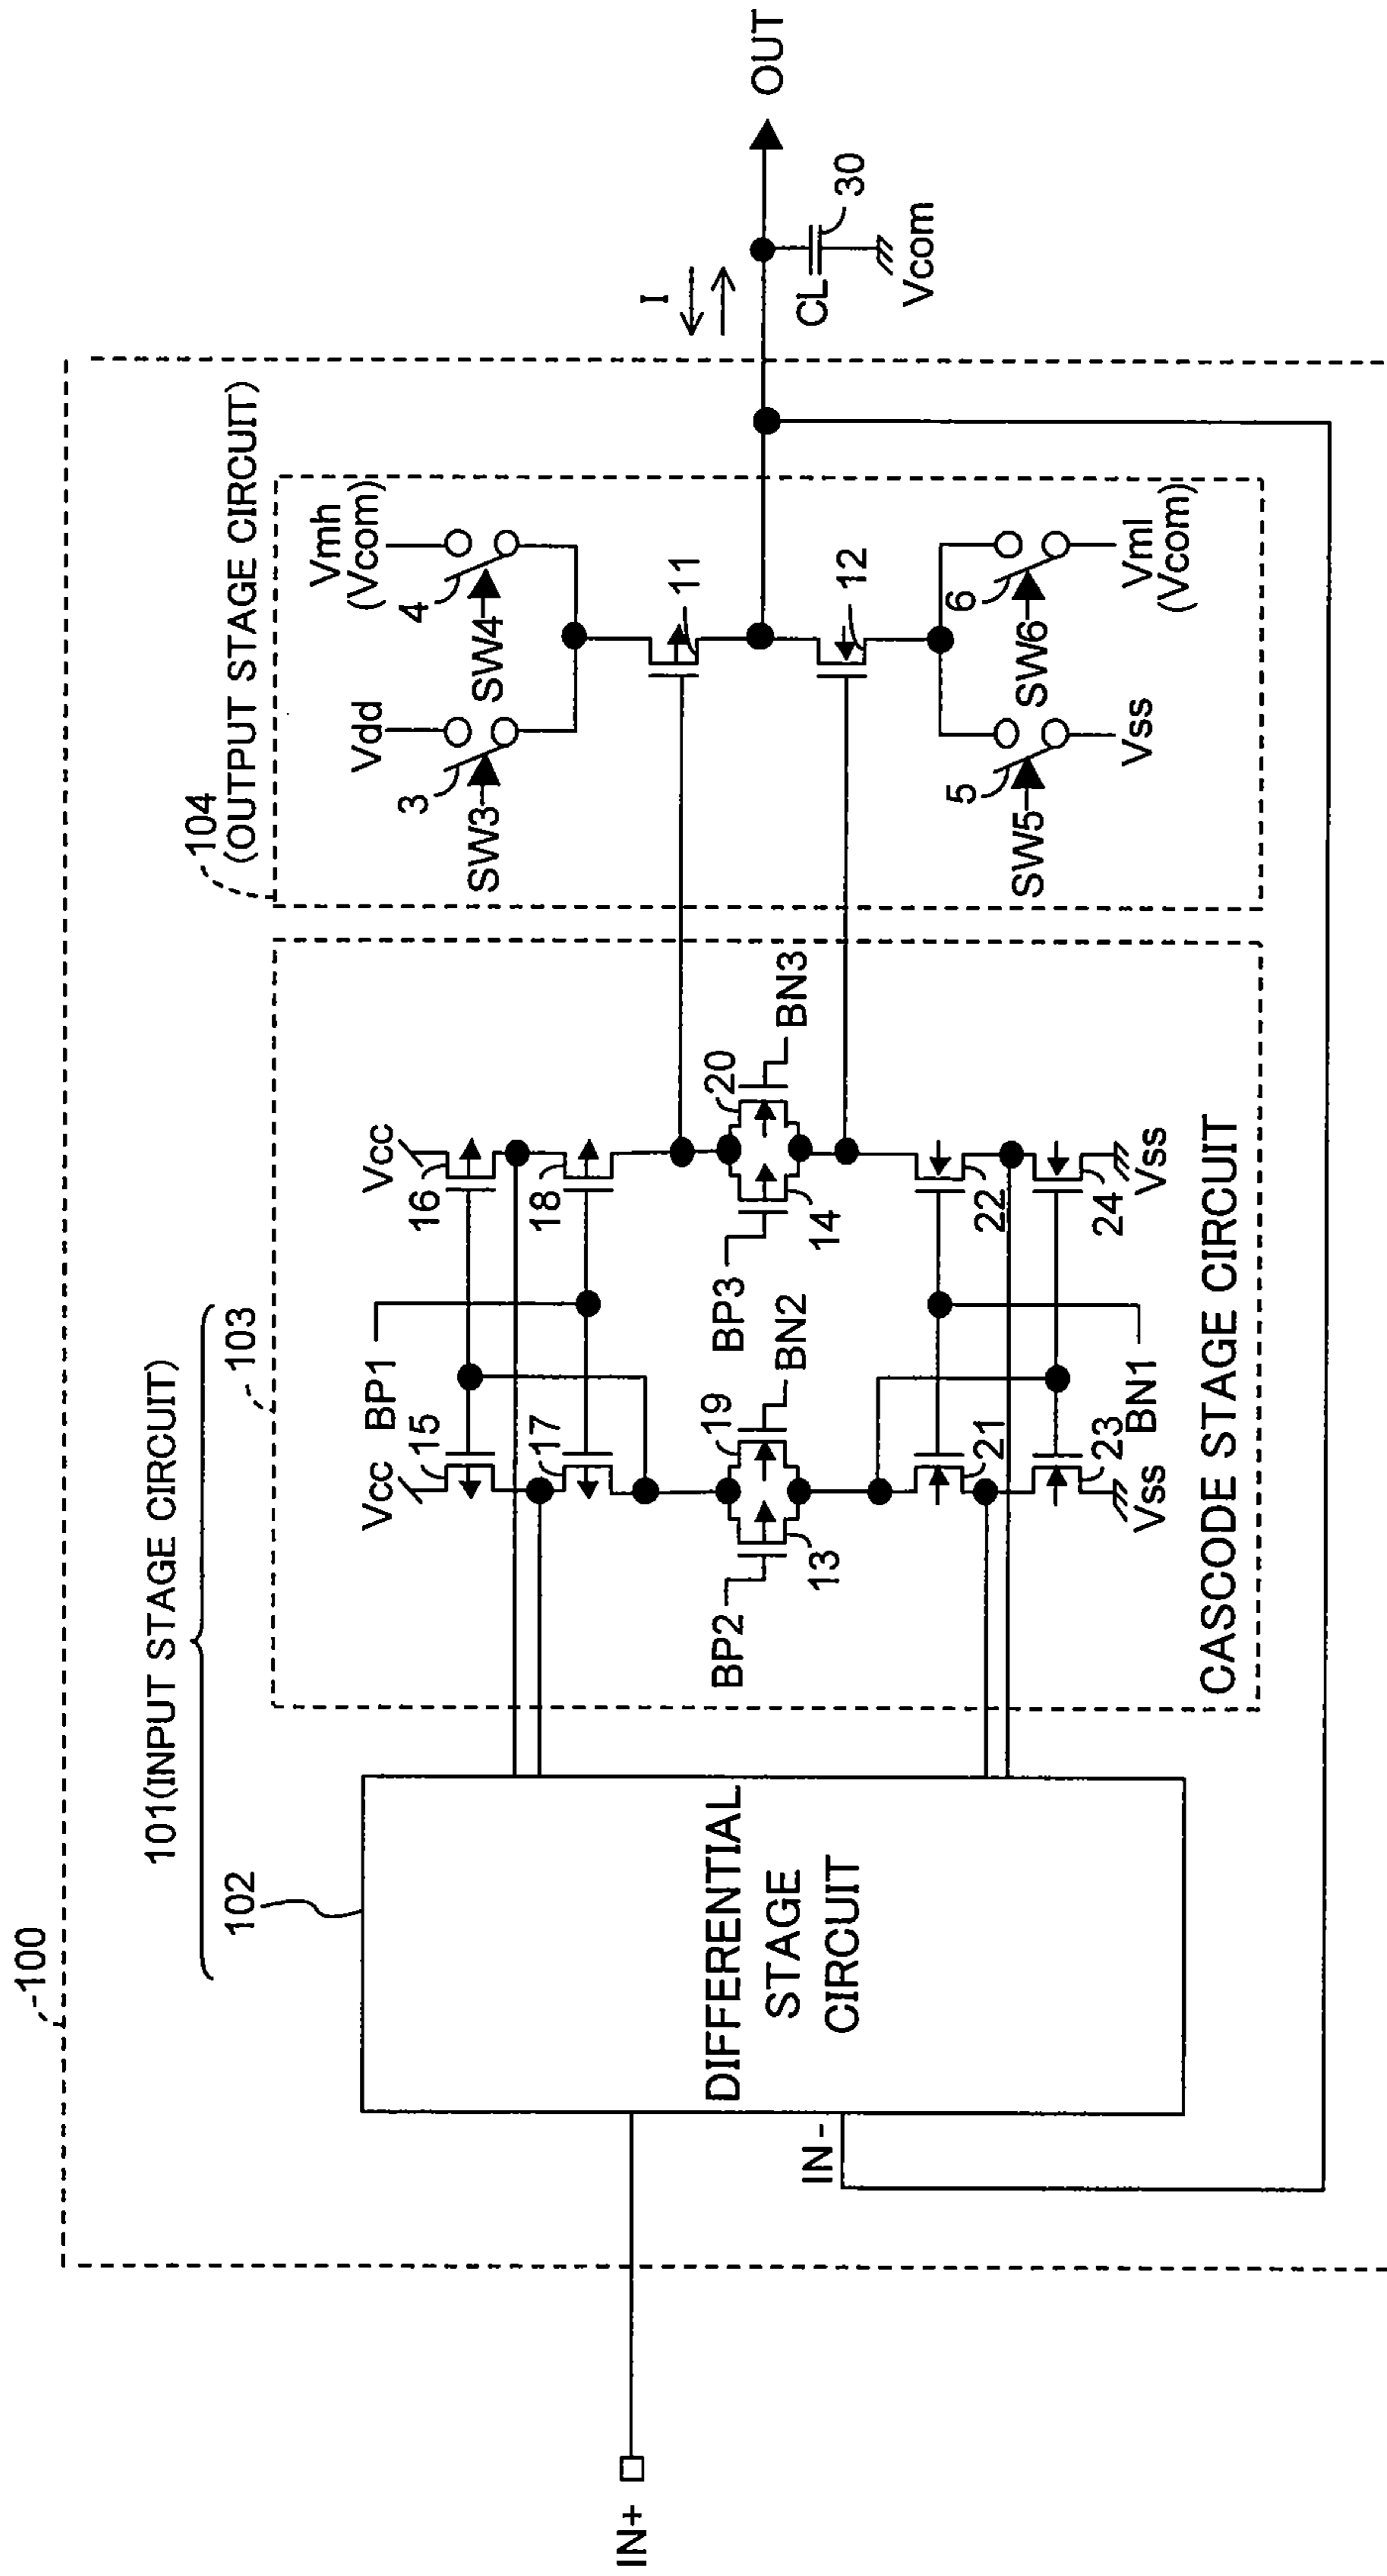 100
101(INPUT STAGE CIRCUIT)
102
103
104
(OUTPUT STAGE CIRCUIT)
IN+
IN-
DIFFERENTIAL
STAGE
CIRCUIT
Vcc
15
BP1
Vcc
16
17
18
BP2
13
19
BN2
BP3
14
20
BN3
21
22
23
Vss
BN1
24
Vss
CASCODE STAGE CIRCUIT
Vdd
3
SW3
Vmh
(Vcom)
4
SW4
11
12
5
SW5
Vss
6
SW6
Vml
(Vcom)
I
OUT
CL
30
Vcom